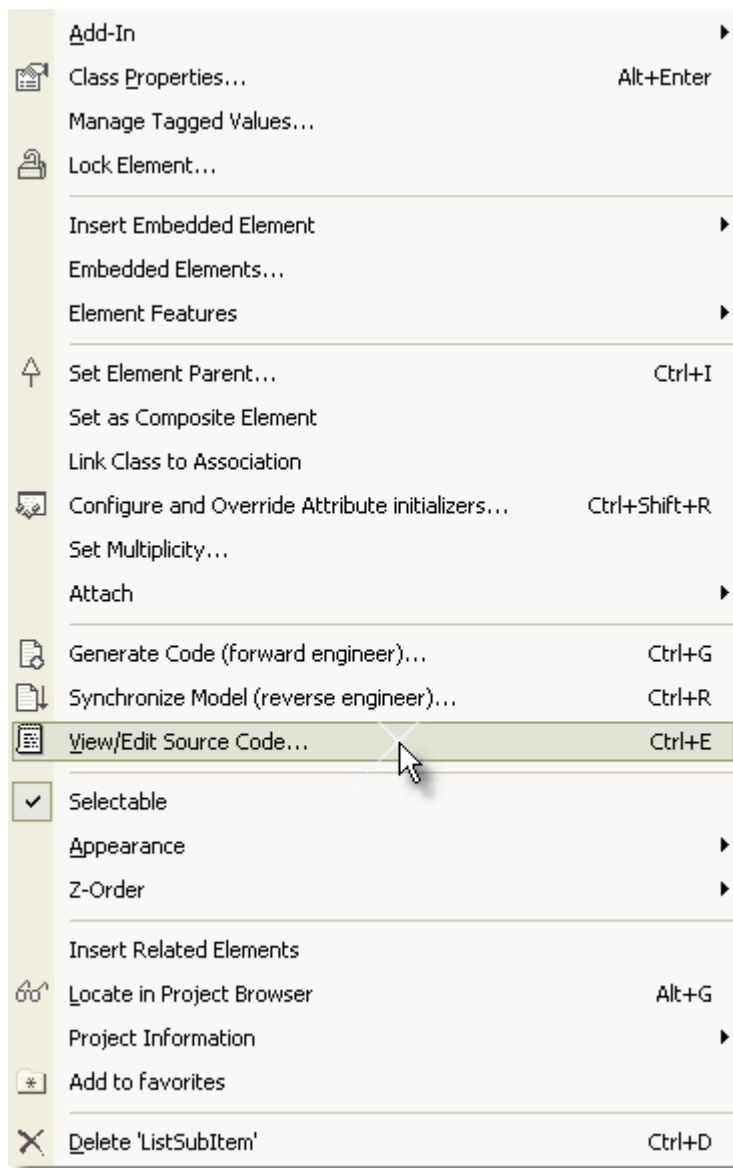 Add-In
Class Properties... Alt+Enter
Manage Tagged Values...
Lock Element...
Insert Embedded Element
Embedded Elements...
Element Features
Set Element Parent... Ctrl+I
Set as Composite Element
Link Class to Association
Configure and Override Attribute initializers... Ctrl+Shift+R
Set Multiplicity...
Attach
Generate Code (forward engineer)... Ctrl+G
Synchronize Model (reverse engineer)... Ctrl+R
View/Edit Source Code... Ctrl+E
Selectable
Appearance
Z-Order
Insert Related Elements
Locate in Project Browser Alt+G
Project Information
Add to favorites
Delete 'ListSubItem' Ctrl+D